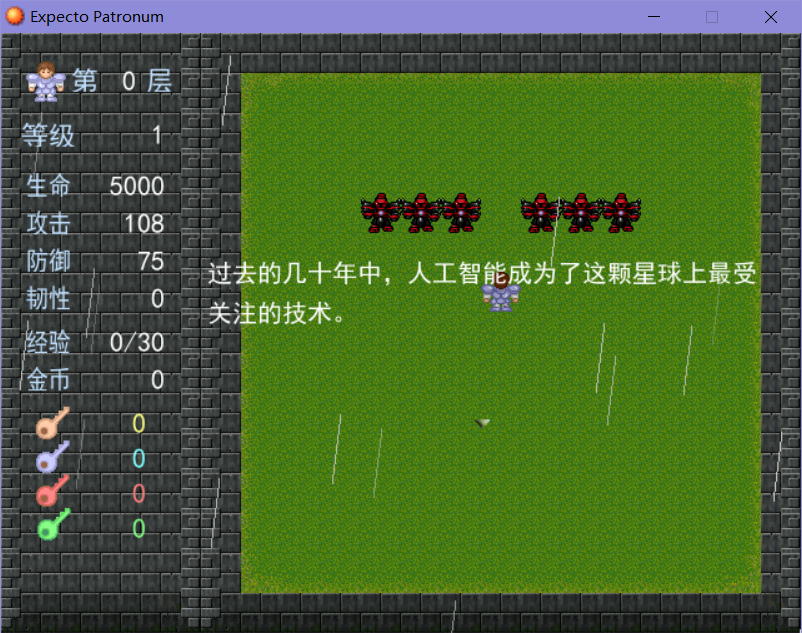 Expecto Patronum
第 0 层
等级 1
生命 5000
攻击 108
防御 75
韧性 0
经验 0/30
金币 0
0
0
0
0
过去的几十年中，人工智能成为了这颗星球上最受
关注的技术。